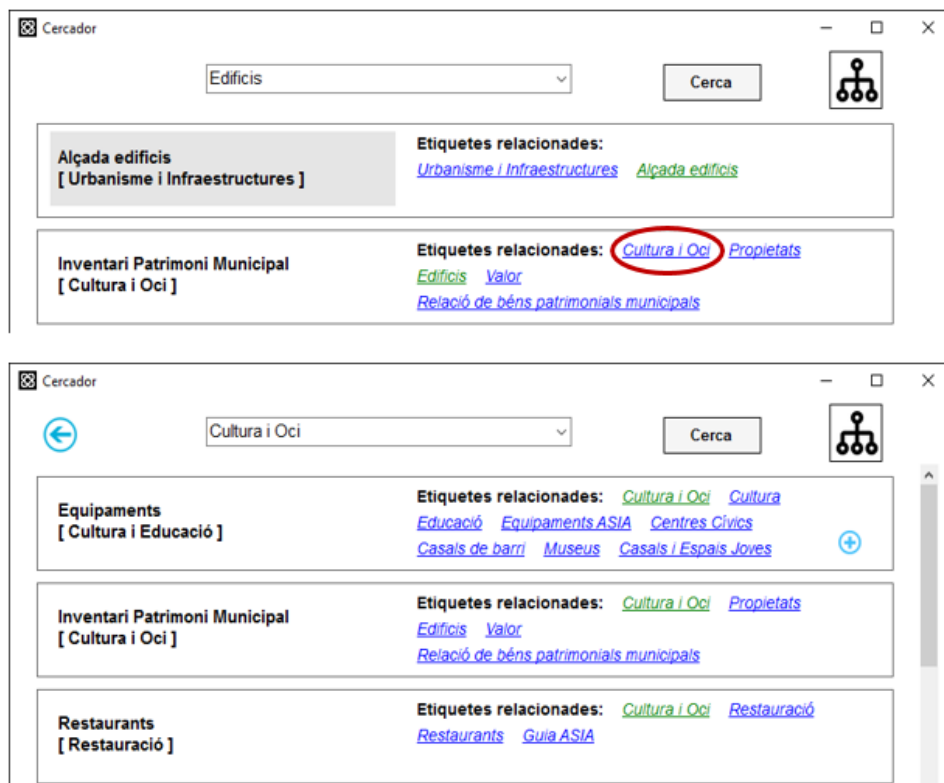 Cercador
Edificis
Cerca
Alçada edificis
[ Urbanisme i Infraestructures ]
Etiquetes relacionades:
Urbanisme i Infraestructures Alçada edificis
Inventari Patrimoni Municipal
[ Cultura i Oci ]
Etiquetes relacionades: Cultura i Oci Propietats
Edificis Valor
Relació de béns patrimonials municipals
Cercador
Cultura i Oci
Cerca
Equipaments
[ Cultura i Educació ]
Etiquetes relacionades: Cultura i Oci Cultura
Educació Equipaments ASIA Centres Cívics
Casals de barri Museus Casals i Espais Joves
Inventari Patrimoni Municipal
[ Cultura i Oci ]
Etiquetes relacionades: Cultura i Oci Propietats
Edificis Valor
Relació de béns patrimonials municipals
Restaurants
[ Restauració ]
Etiquetes relacionades: Cultura i Oci Restauració
Restaurants Guia ASIA